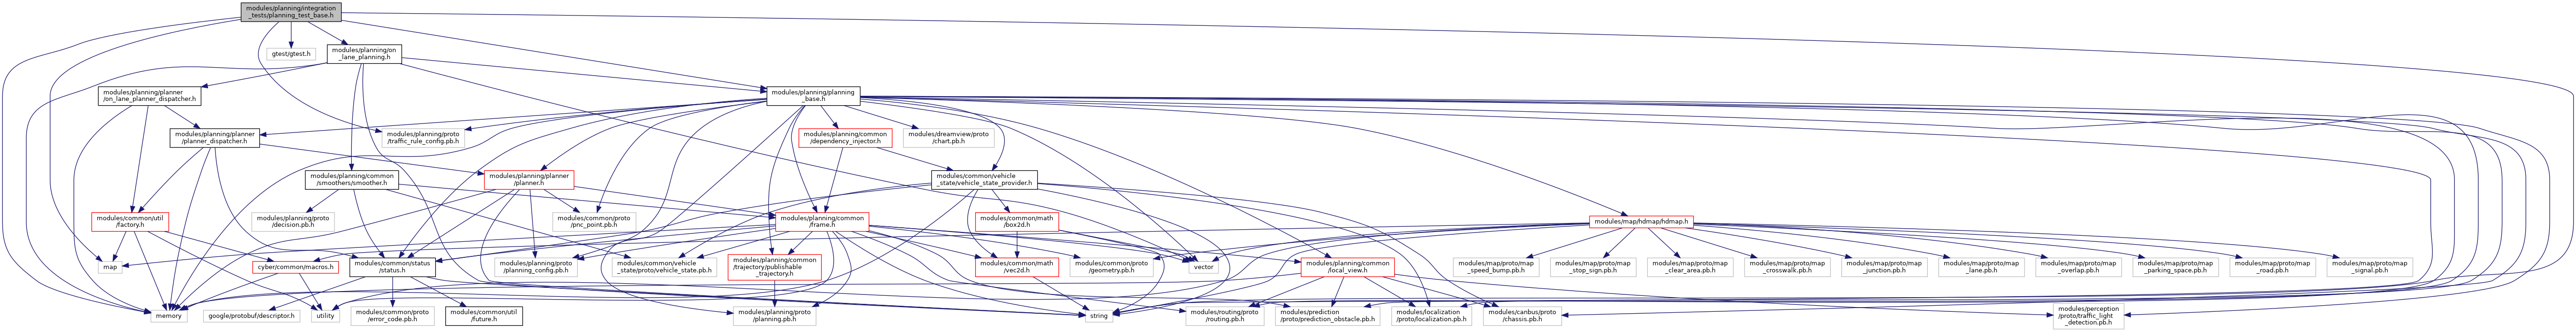 modules/planning/integration
_tests/planning_test_base.h
gtest/gtest.h
modules/planning/on
_lane_planning.h
modules/planning/planner
/on_lane_planner_dispatcher.h
modules/planning/planning
_base.h
modules/planning/planner
/planner_dispatcher.h
modules/planning/proto
/traffic_rule_config.pb.h
modules/planning/common
/dependency_injector.h
modules/dreamview/proto
/chart.pb.h
modules/planning/common
/smoothers/smoother.h
modules/planning/planner
/planner.h
modules/common/vehicle
_state/vehicle_state_provider.h
modules/common/util
/factory.h
modules/planning/proto
/decision.pb.h
modules/common/proto
/pnc_point.pb.h
modules/planning/common
/frame.h
modules/common/math
/box2d.h
modules/map/hdmap/hdmap.h
map
cyber/common/macros.h
modules/common/status
/status.h
modules/planning/proto
/planning_config.pb.h
modules/common/vehicle
_state/proto/vehicle_state.pb.h
modules/planning/common
/trajectory/publishable
_trajectory.h
modules/common/math
/vec2d.h
modules/common/proto
/geometry.pb.h
vector
modules/planning/common
/local_view.h
modules/map/proto/map
_speed_bump.pb.h
modules/map/proto/map
_stop_sign.pb.h
modules/map/proto/map
_clear_area.pb.h
modules/map/proto/map
_crosswalk.pb.h
modules/map/proto/map
_junction.pb.h
modules/map/proto/map
_lane.pb.h
modules/map/proto/map
_overlap.pb.h
modules/map/proto/map
_parking_space.pb.h
modules/map/proto/map
_road.pb.h
modules/map/proto/map
_signal.pb.h
memory
google/protobuf/descriptor.h
utility
modules/common/proto
/error_code.pb.h
modules/common/util
/future.h
modules/planning/proto
/planning.pb.h
string
modules/routing/proto
/routing.pb.h
modules/prediction
/proto/prediction_obstacle.pb.h
modules/localization
/proto/localization.pb.h
modules/canbus/proto
/chassis.pb.h
modules/perception
/proto/traffic_light
_detection.pb.h